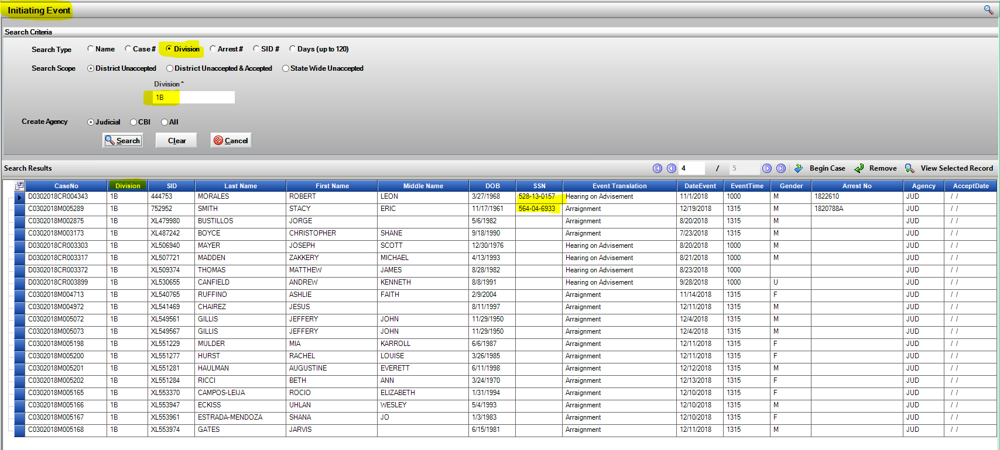 Initiating Event
Search Criteria
Search Type Name Case # Division Arrest # SID # Days (up to 120)
Search Scope District Unaccepted District Unaccepted & Accepted State Wide Unaccepted
Division *
1B
Create Agency Judicial CBI All
Search Clear Cancel
Search Results 4 / 5 Begin Case Remove View Selected Record
CaseNo Division SID Last Name First Name Middle Name DOB SSN Event Translation DateEvent EventTime Gender Arrest No Agency AcceptDate
D0302018CR004343 1B 444753 MORALES ROBERT LEON 3/27/1968 528-13-0157 Hearing on Advisement 11/1/2018 1000 M 1822610 JUD / /
C0302018M005289 1B 752952 SMITH STACY ERIC 11/17/1961 564-04-6933 Arraignment 12/19/2018 1315 M 1820788A JUD / /
C0302018M002875 1B XL479980 BUSTILLOS JORGE 5/6/1982 Arraignment 8/20/2018 1315 M JUD / /
C0302018M003173 1B XL487242 BOYCE CHRISTOPHER SHANE 9/18/1990 Arraignment 7/23/2018 1315 M JUD / /
D0302018CR003303 1B XL506940 MAYER JOSEPH SCOTT 12/30/1976 Hearing on Advisement 8/20/2018 1000 M JUD / /
D0302018CR003317 1B XL507721 MADDEN ZAKKERY MICHAEL 4/13/1993 Hearing on Advisement 8/21/2018 1000 M JUD / /
D0302018CR003372 1B XL509374 THOMAS MATTHEW JAMES 8/28/1982 Hearing on Advisement 8/23/2018 1000 JUD / /
D0302018CR003899 1B XL530655 CANFIELD ANDREW KENNETH 8/8/1991 Hearing on Advisement 9/28/2018 1000 U JUD / /
C0302018M004713 1B XL540765 RUFFINO ASHLIE FAITH 2/9/2004 Arraignment 11/14/2018 1315 F JUD / /
C0302018M004972 1B XL541469 CHAIREZ JESUS 8/11/1997 Arraignment 12/11/2018 1315 M JUD / /
C0302018M005072 1B XL549561 GILLIS JEFFERY JOHN 11/29/1950 Arraignment 12/4/2018 1315 M JUD / /
C0302018M005073 1B XL549567 GILLIS JEFFERY JOHN 11/29/1950 Arraignment 12/4/2018 1315 M JUD / /
C0302018M005198 1B XL551229 MULDER MIA KARROLL 6/6/1987 Arraignment 12/11/2018 1315 F JUD / /
C0302018M005200 1B XL551277 HURST RACHEL LOUISE 3/26/1985 Arraignment 12/11/2018 1315 F JUD / /
C0302018M005201 1B XL551281 HAULMAN AUGUSTINE EVERETT 6/11/1998 Arraignment 12/12/2018 1315 M JUD / /
C0302018M005202 1B XL551284 RICCI BETH ANN 3/24/1970 Arraignment 12/13/2018 1315 F JUD / /
C0302018M005165 1B XL553370 CAMPOS-LEIJA ROCIO ELIZABETH 1/31/1994 Arraignment 12/10/2018 1315 F JUD / /
C0302018M005166 1B XL553947 ECKISS UHLAN WESLEY 5/4/1993 Arraignment 12/10/2018 1315 M JUD / /
C0302018M005167 1B XL553961 ESTRADA-MENDOZA SHANA JO 1/3/1983 Arraignment 12/10/2018 1315 F JUD / /
C0302018M005168 1B XL553974 GATES JARVIS 6/15/1981 Arraignment 12/11/2018 1315 M JUD / /